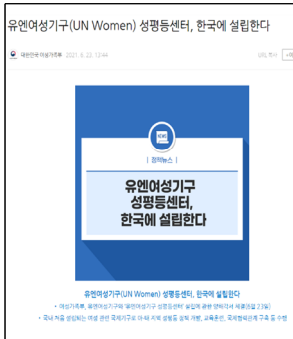 유엔여성기구(UN Women) 성평등센터, 한국에 설립한다
대한민국 여성가족부 2021. 6. 23. 13:44
URL 복사
NEWS
| 정책뉴스 |
유엔여성기구
성평등센터,
한국에 설립한다
유엔여성기구(UN Women) 성평등센터, 한국에 설립한다
• 여성가족부, 유엔여성기구와 '유엔여성기구 성평등센터' 설립에 관한 양해각서 체결(6월 23일)
• 국내 처음 설립되는 여성 관련 국제기구로 아·태 지역 성평등 정책 개발, 교육훈련, 국제협력관계 구축 등 수행